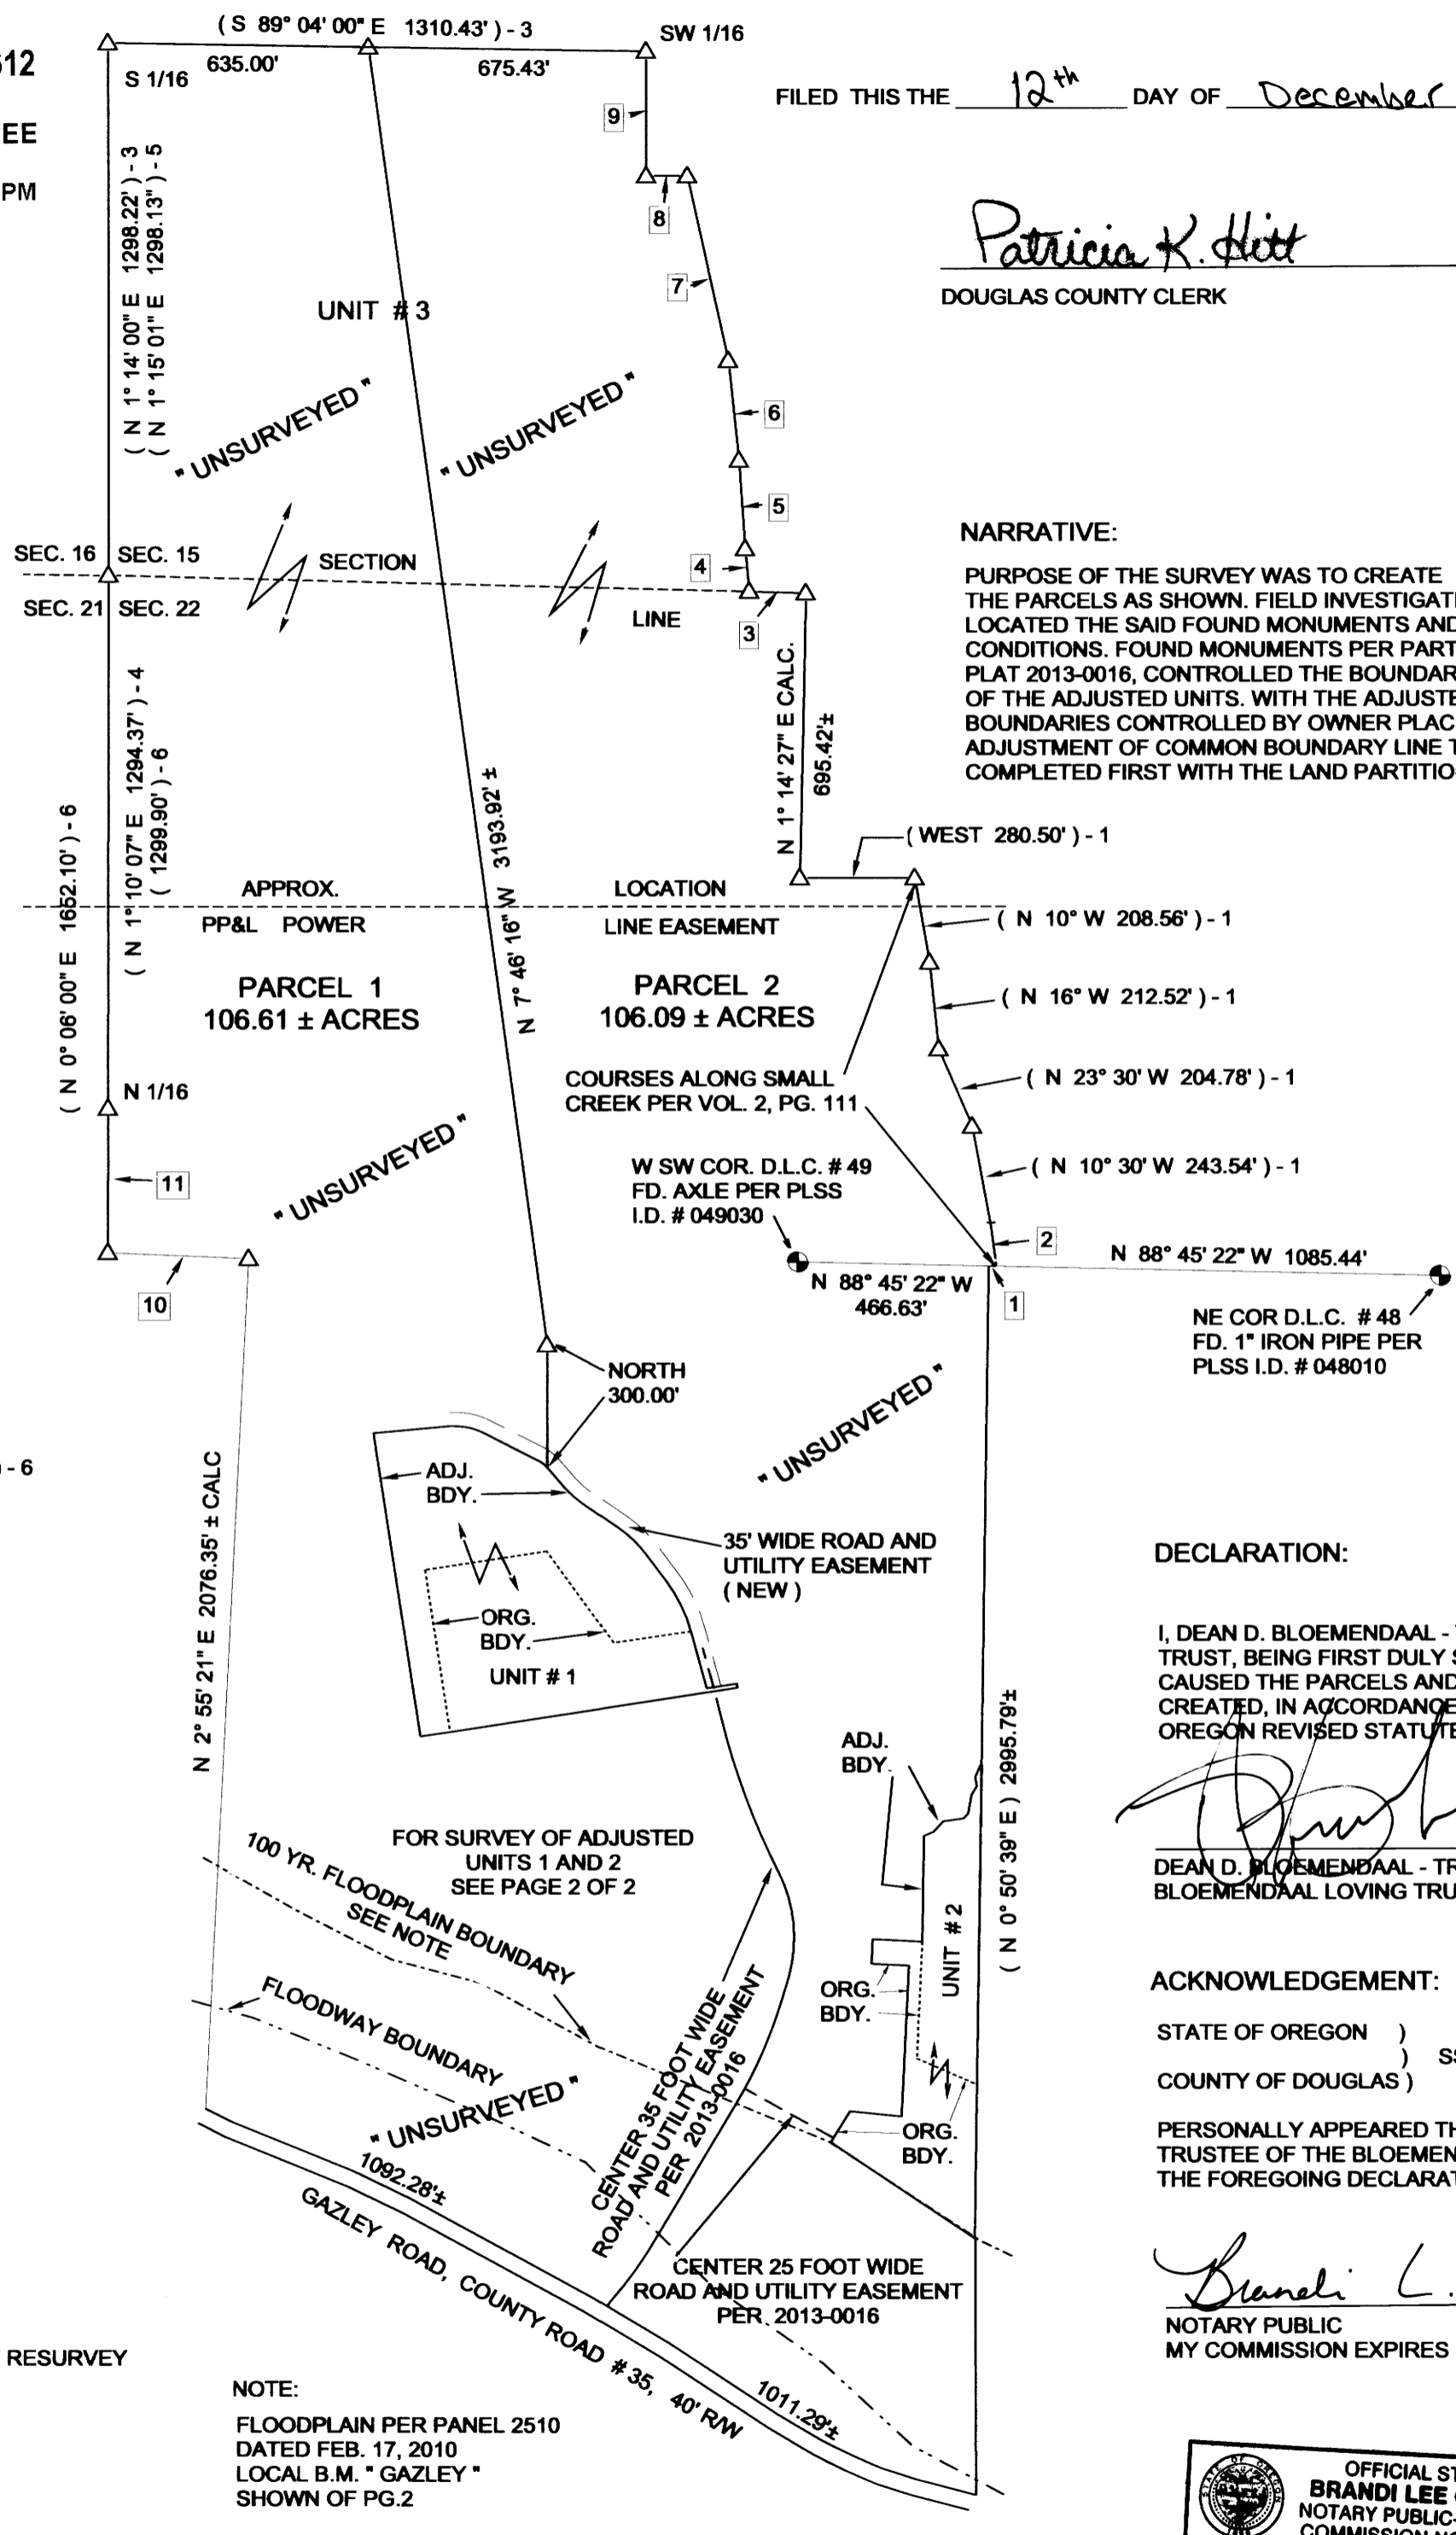 ( S 89° 04' 00" E 1310.43' ) - 3
SW 1/16
635.00'
675.43'
S 1/16
612
EE
PM
FILED THIS THE 12th DAY OF December
Patricia K. Hitt
DOUGLAS COUNTY CLERK
9
8
7
6
5
4
3
( N 1° 14' 00" E 1298.22' ) - 3
( N 1° 15' 01" E 1298.13" ) - 5
UNIT # 3
" UNSURVEYED "
" UNSURVEYED "
SEC. 16
SEC. 15
SECTION
SEC. 21
SEC. 22
LINE
NARRATIVE:
PURPOSE OF THE SURVEY WAS TO CREATE
THE PARCELS AS SHOWN. FIELD INVESTIGAT
LOCATED THE SAID FOUND MONUMENTS AND
CONDITIONS. FOUND MONUMENTS PER PART
PLAT 2013-0016, CONTROLLED THE BOUNDAR
OF THE ADJUSTED UNITS. WITH THE ADJUSTE
BOUNDARIES CONTROLLED BY OWNER PLAC
ADJUSTMENT OF COMMON BOUNDARY LINE T
COMPLETED FIRST WITH THE LAND PARTITIO
N 1° 14' 27" E CALC.
695.42'±
( N 0° 06' 00" E 1652.10' ) - 6
( N 1° 10' 07" E 1294.37' ) - 4
( 1299.90' ) - 6
N 7° 46' 16" W 3193.92' ±
( WEST 280.50' ) - 1
APPROX.
LOCATION
PP&L POWER
LINE EASEMENT
( N 10° W 208.56' ) - 1
PARCEL 1
106.61 ± ACRES
PARCEL 2
106.09 ± ACRES
( N 16° W 212.52' ) - 1
COURSES ALONG SMALL
CREEK PER VOL. 2, PG. 111
( N 23° 30' W 204.78' ) - 1
N 1/16
" UNSURVEYED "
W SW COR. D.L.C. # 49
FD. AXLE PER PLSS
I.D. # 049030
( N 10° 30' W 243.54' ) - 1
11
10
2
1
N 88° 45' 22" W 1085.44'
N 88° 45' 22" W
466.63'
NE COR D.L.C. # 48
FD. 1" IRON PIPE PER
PLSS I.D. # 048010
NORTH
300.00'
" UNSURVEYED "
- 6
ADJ.
BDY.
N 2° 55' 21" E 2076.35' ± CALC
35' WIDE ROAD AND
UTILITY EASEMENT
( NEW )
ORG.
BDY.
UNIT # 1
DECLARATION:
I, DEAN D. BLOEMENDAAL -
TRUST, BEING FIRST DULY S
CAUSED THE PARCELS AND
CREATED, IN ACCORDANCE
OREGON REVISED STATUTE
( N 0° 50' 39" E ) 2995.79'±
ADJ.
BDY.
FOR SURVEY OF ADJUSTED
UNITS 1 AND 2
SEE PAGE 2 OF 2
DEAN D. BLOEMENDAAL - TR
BLOEMENDAAL LOVING TRU
100 YR. FLOODPLAIN BOUNDARY
SEE NOTE
UNIT # 2
FLOODWAY BOUNDARY
ORG.
BDY.
ACKNOWLEDGEMENT:
STATE OF OREGON )
) SS
COUNTY OF DOUGLAS )
" UNSURVEYED "
CENTER 35 FOOT WIDE
ROAD AND UTILITY EASEMENT
PER 2013-0016
ORG.
BDY.
PERSONALLY APPEARED TH
TRUSTEE OF THE BLOEMEN
THE FOREGOING DECLARAT
1092.28'±
GAZLEY ROAD, COUNTY ROAD # 35, 40' R/W
CENTER 25 FOOT WIDE
ROAD AND UTILITY EASEMENT
PER. 2013-0016
Brandi L.
NOTARY PUBLIC
MY COMMISSION EXPIRES
RESURVEY
1011.29'±
NOTE:
FLOODPLAIN PER PANEL 2510
DATED FEB. 17, 2010
LOCAL B.M. " GAZLEY "
SHOWN OF PG.2
STATE OF OREGON
OFFICIAL ST
BRANDI LEE
NOTARY PUBLIC-
COMMISSION NO